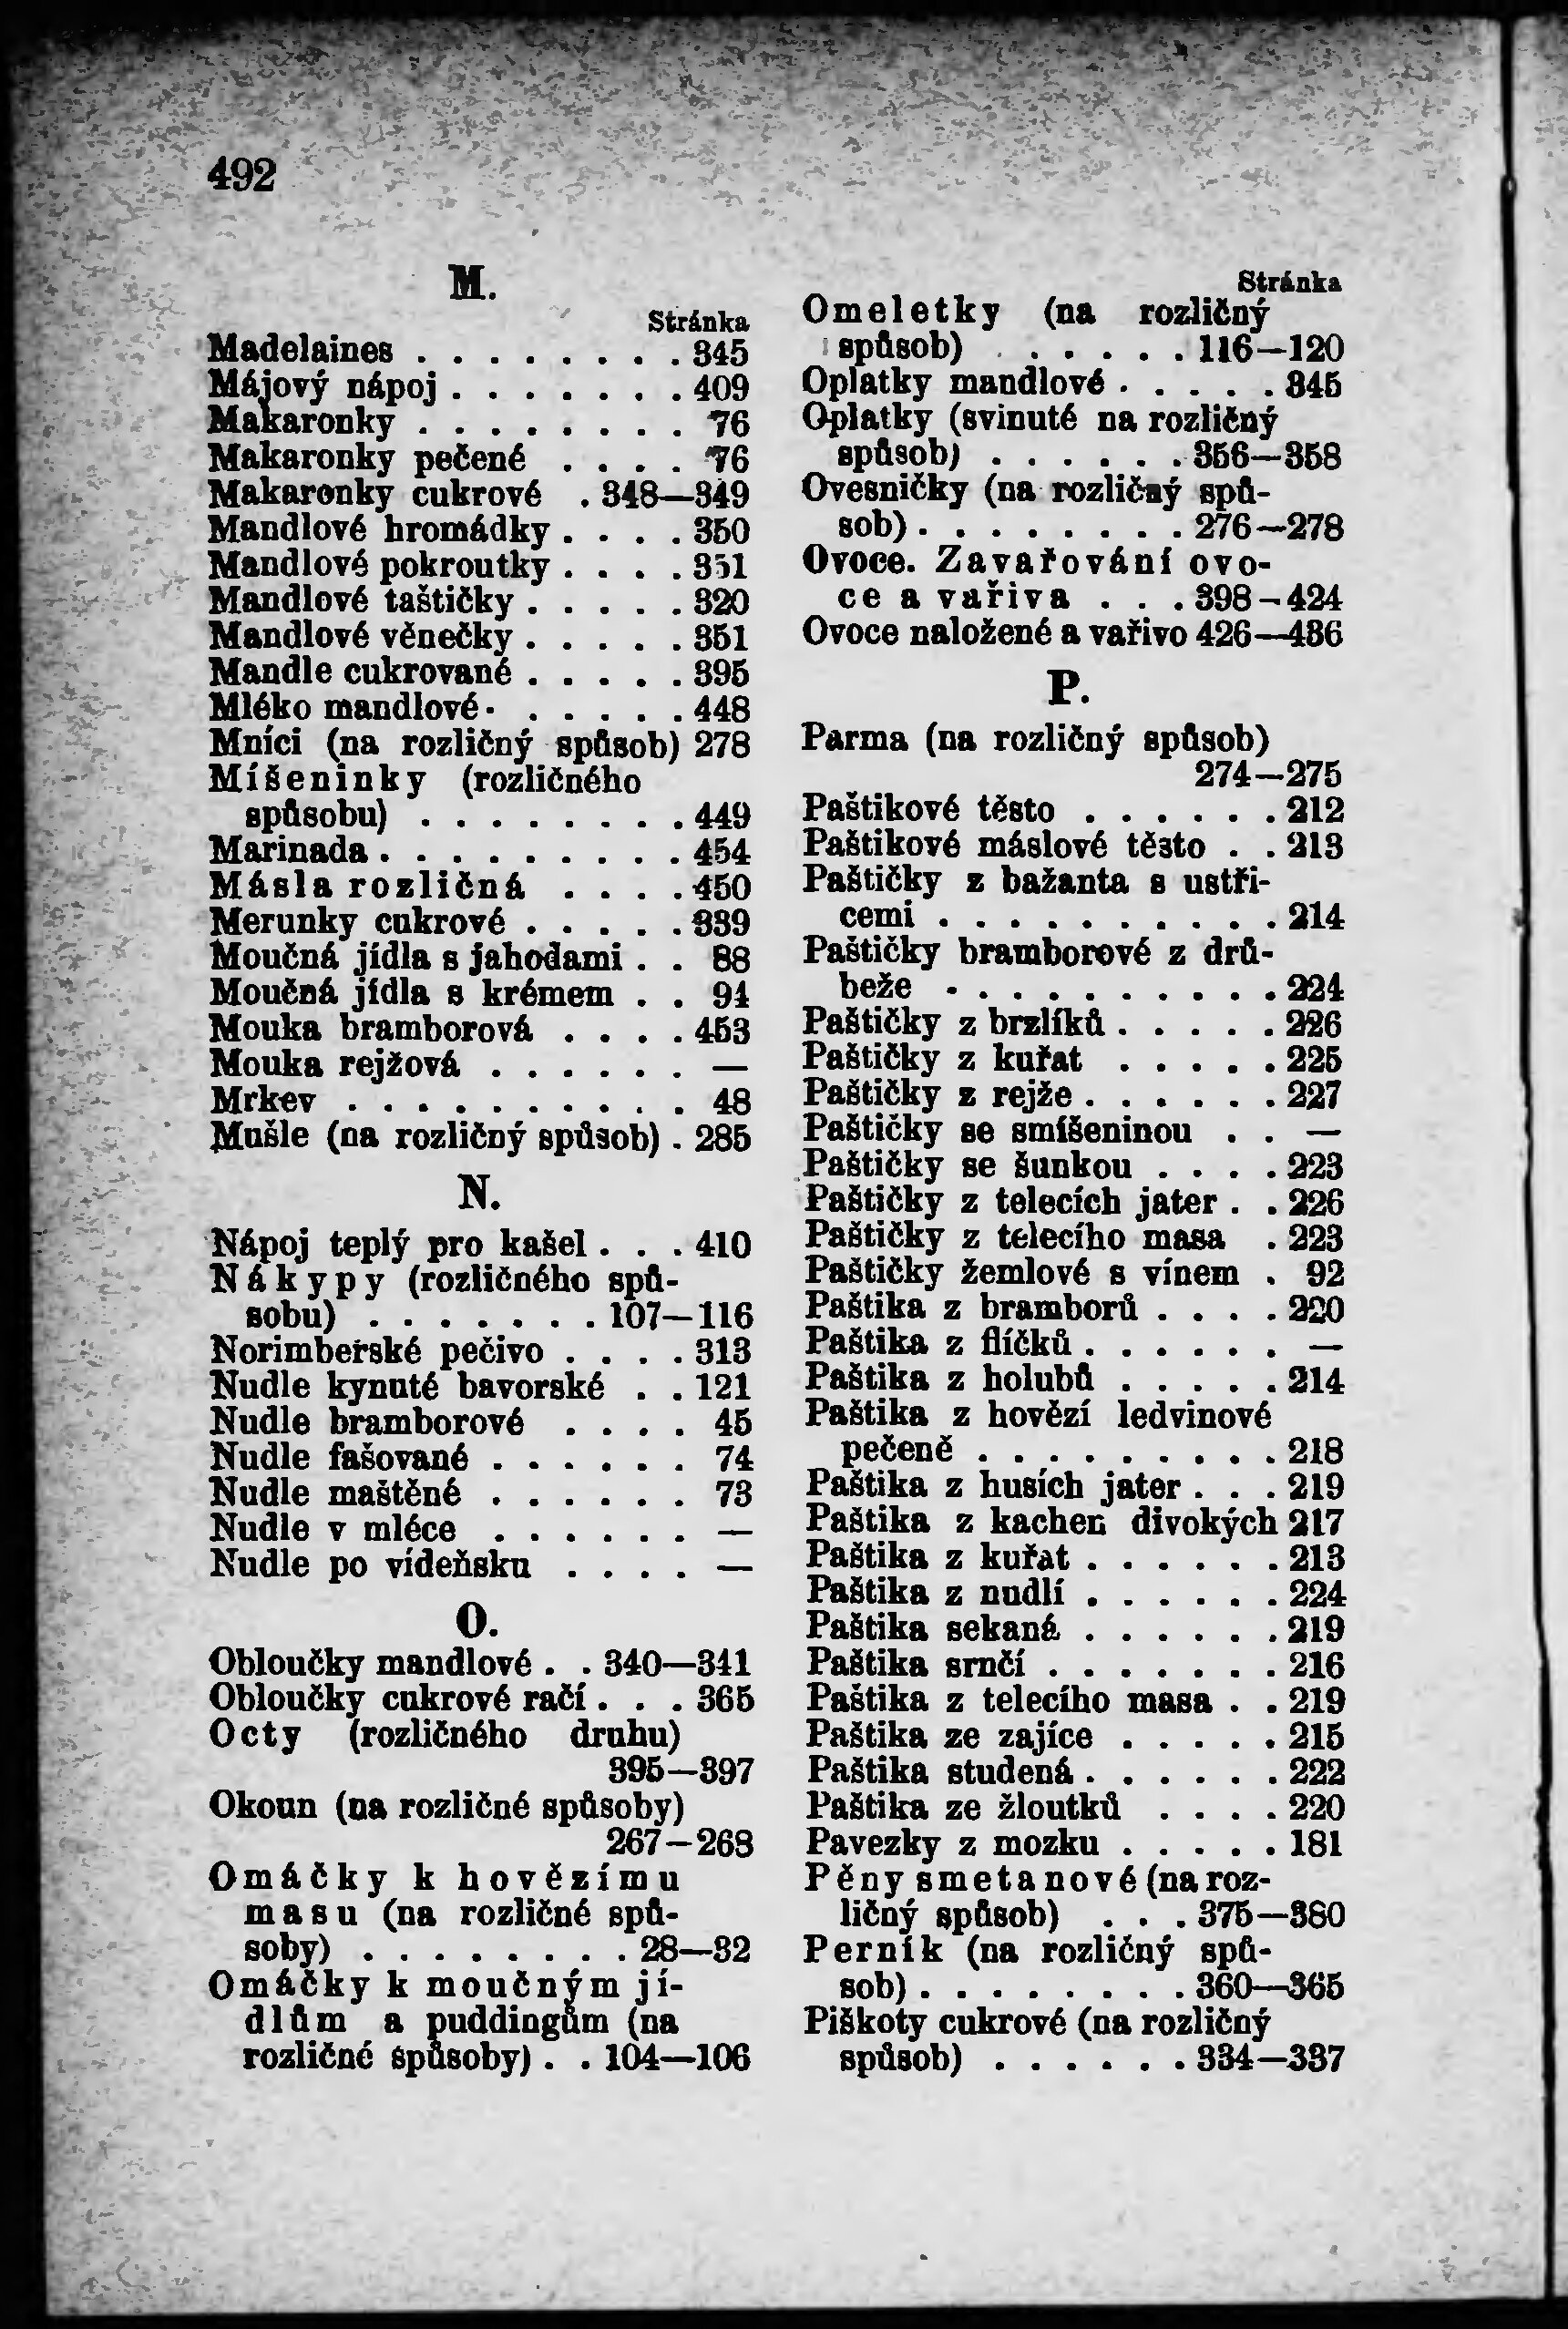 492
M.
Stránka
Madelaines . . . . . . . . 345
Májový nápoj . . . . . . . 409
Makaronky . . . . . . . . 76
Makaronky pečené . . . . 76
Makaronky cukrové . 348—349
Mandlové hromádky . . . . 350
Mandlové pokroutky . . . . 351
Mandlové taštičky . . . . . 320
Mandlové věnečky . . . . . 351
Mandle cukrované . . . . . 395
Mléko mandlové . . . . . . 448
Mníci (na rozličný spůsob) 278
Míšeninky (rozličného
spůsobu) . . . . . . . . 449
Marinada . . . . . . . . . 454
Másla rozličná . . . . 450
Merunky cukrové . . . . . 339
Moučná jídla s jahodami . . 88
Moučná jídla s krémem . . 94
Mouka bramborová . . . . 453
Mouka rejžová . . . . . . —
Mrkev . . . . . . . . . . 48
Mušle (na rozličný spůsob) . 285
N.
Nápoj teplý pro kašel . . . 410
Nákypy (rozličného spů-
sobu) . . . . . . . 107—116
Norimberské pečivo . . . . 313
Nudle kynuté bavorské . . 121
Nudle bramborové . . . . 45
Nudle fašované . . . . . . 74
Nudle maštěné . . . . . . 73
Nudle v mléce . . . . . . —
Nudle po vídeňsku . . . . —
O.
Obloučky mandlové . . 340—341
Obloučky cukrové račí . . . 365
Octy (rozličného druhu)
395—397
Okoun (na rozličné spůsoby)
267—268
Omáčky k hovězímu
masu (na rozličné spů-
soby) . . . . . . . . 28—32
Omáčky k moučným jí-
dlům a puddingům (na
rozličné spůsoby) . . 104—106
Stránka
Omeletky (na rozličný
spůsob) . . . . . . 116—120
Oplatky mandlové . . . . . 345
Oplatky (svinuté na rozličný
spůsob) . . . . . . 356—358
Ovesničky (na rozličný spů-
sob) . . . . . . . . 276—278
Ovoce. Zavařování ovo-
ce a vařiva . . . 398—424
Ovoce naložené a vařivo 426—436
P.
Parma (na rozličný spůsob)
274—275
Paštikové těsto . . . . . . 212
Paštikové máslové těsto . . 213
Paštičky z bažanta s ustři-
cemi . . . . . . . . . . 214
Paštičky bramborové z drů-
beže . . . . . . . . . . 224
Paštičky z brzlíků . . . . . 226
Paštičky z kuřat . . . . . 225
Paštičky z rejže . . . . . . 227
Paštičky se smíšeninou . . —
Paštičky se šunkou . . . . 223
Paštičky z telecích jater . . 226
Paštičky z telecího masa . 223
Paštičky žemlové s vínem . 92
Paštika z bramborů . . . . 220
Paštika z flíčků . . . . . . —
Paštika z holubů . . . . . 214
Paštika z hovězí ledvinové
pečeně . . . . . . . . . 218
Paštika z husích jater . . . 219
Paštika z kachen divokých 217
Paštika z kuřat . . . . . . 213
Paštika z nudlí . . . . . . 224
Paštika sekaná . . . . . . 219
Paštika srnčí . . . . . . . 216
Paštika z telecího masa . . 219
Paštika ze zajíce . . . . . 215
Paštika studená . . . . . . 222
Paštika ze žloutků . . . . 220
Pavezky z mozku . . . . . 181
Pěny smetanové (na roz-
ličný spůsob) . . . 375—380
Perník (na rozličný spů-
sob) . . . . . . . . 360—365
Piškoty cukrové (na rozličný
spůsob) . . . . . . 334—337